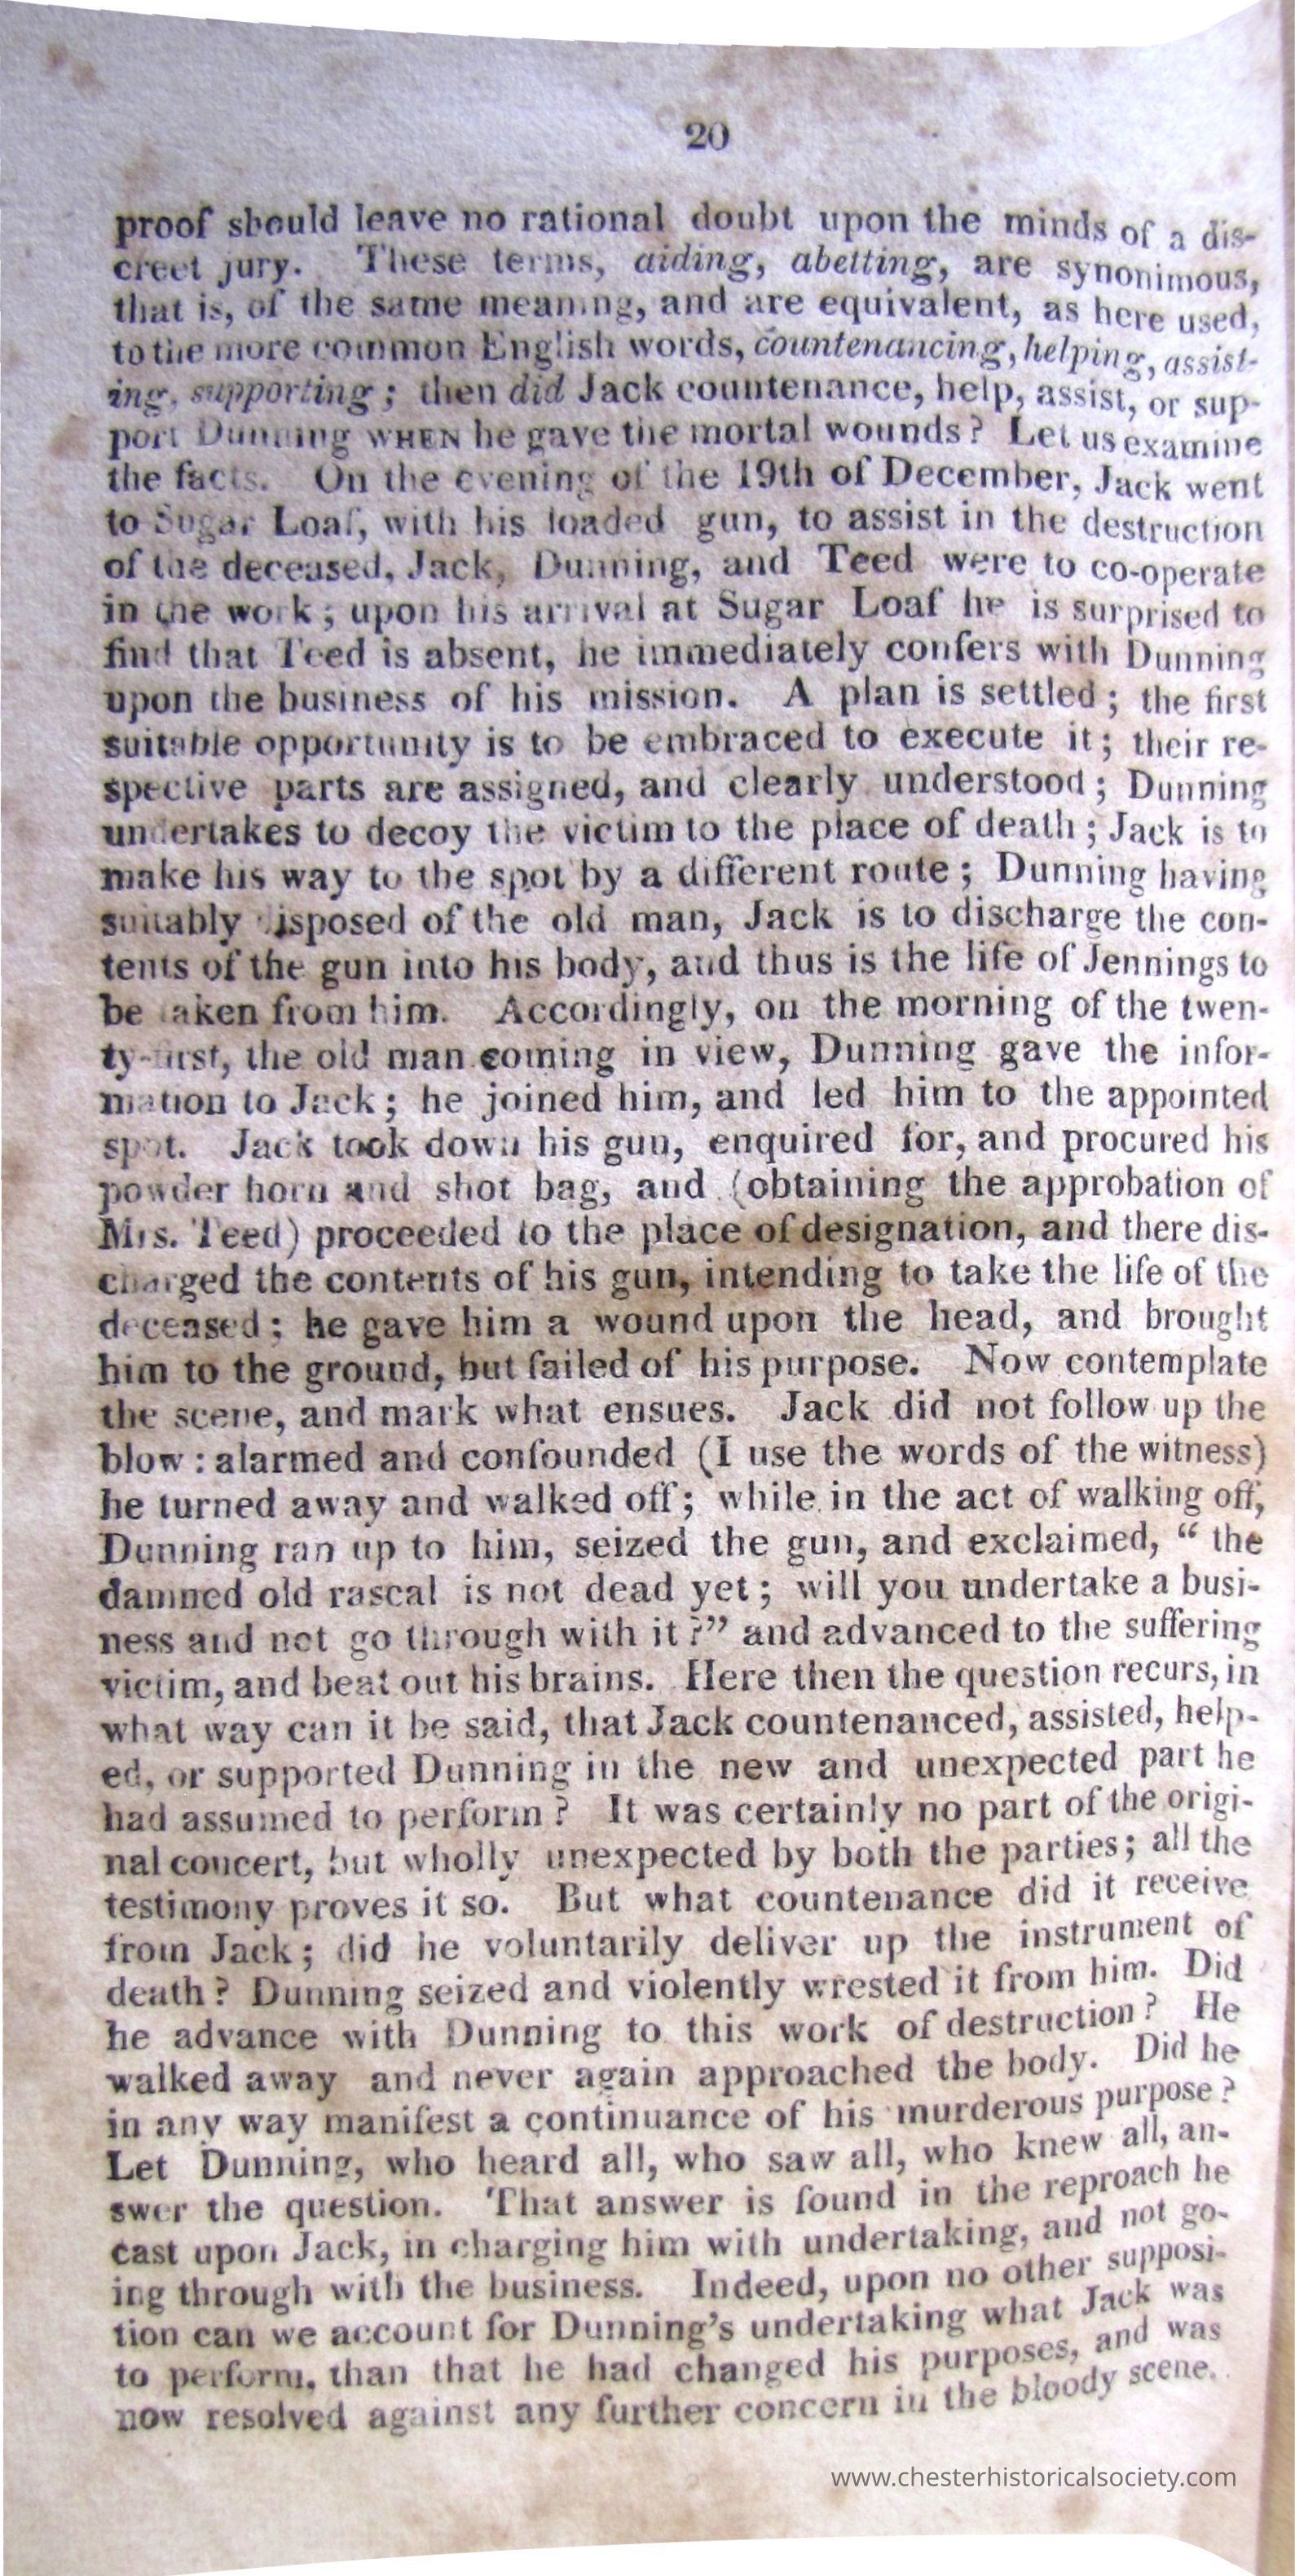 20
proof should leave no rational doubt upon the minds of a dis-
creet jury. These terms, aiding, abetting, are synonimous,
that is, of the same meaning, and are equivalent, as here used,
to the more common English words, countenancing, helping, assist-
ing, supporting; then did Jack countenance, help, assist, or sup-
port Dunning WHEN he gave the mortal wounds? Let us examine
the facts. On the evening of the 19th of December, Jack went
to Sugar Loaf, with his loaded gun, to assist in the destruction
of the deceased, Jack, Dunning, and Teed were to co-operate
in the work; upon his arrival at Sugar Loaf he is surprised to
find that Teed is absent, he immediately confers with Dunning
upon the business of his mission. A plan is settled; the first
suitable opportunity is to be embraced to execute it; their re-
spective parts are assigned, and clearly understood; Dunning
undertakes to decoy the victim to the place of death; Jack is to
make his way to the spot by a different route; Dunning having
suitably disposed of the old man, Jack is to discharge the con-
tents of the gun into his body, and thus is the life of Jennings to
be taken from him. Accordingly, on the morning of the twen-
ty-first, the old man coming in view, Dunning gave the infor-
mation to Jack; he joined him, and led him to the appointed
spot. Jack took down his gun, enquired for, and procured his
powder horn and shot bag, and (obtaining the approbation of
Mrs. Teed) proceeded to the place of designation, and there dis-
charged the contents of his gun, intending to take the life of the
deceased; he gave him a wound upon the head, and brought
him to the ground, but failed of his purpose. Now contemplate
the scene, and mark what ensues. Jack did not follow up the
blow: alarmed and confounded (I use the words of the witness)
he turned away and walked off; while in the act of walking off,
Dunning ran up to him, seized the gun, and exclaimed, “ the
damned old rascal is not dead yet; will you undertake a busi-
ness and not go through with it?” and advanced to the suffering
victim, and beat out his brains. Here then the question recurs, in
what way can it be said, that Jack countenanced, assisted, help-
ed, or supported Dunning in the new and unexpected part he
had assumed to perform? It was certainly no part of the origi-
nal concert, but wholly unexpected by both the parties; all the
testimony proves it so. But what countenance did it receive
from Jack; did he voluntarily deliver up the instrument of
death? Dunning seized and violently wrested it from him. Did
he advance with Dunning to this work of destruction? He
walked away and never again approached the body. Did he
in any way manifest a continuance of his murderous purpose?
Let Dunning, who heard all, who saw all, who knew all, an-
swer the question. That answer is found in the reproach he
cast upon Jack, in charging him with undertaking, and not go-
ing through with the business. Indeed, upon no other supposi-
tion can we account for Dunning's undertaking what Jack was
to perform, than that he had changed his purposes, and was
now resolved against any further concern in the bloody scene.
www.chesterhistoricalsociety.com